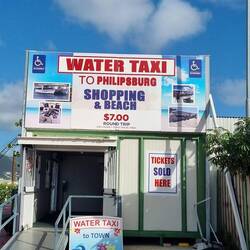 WATER TAXI
TO PHILIPSBURG
SHOPPING
& BEACH
$7.00
ROUND TRIP
TICKETS
SOLD
HERE
WATER TAXI
to TOWN